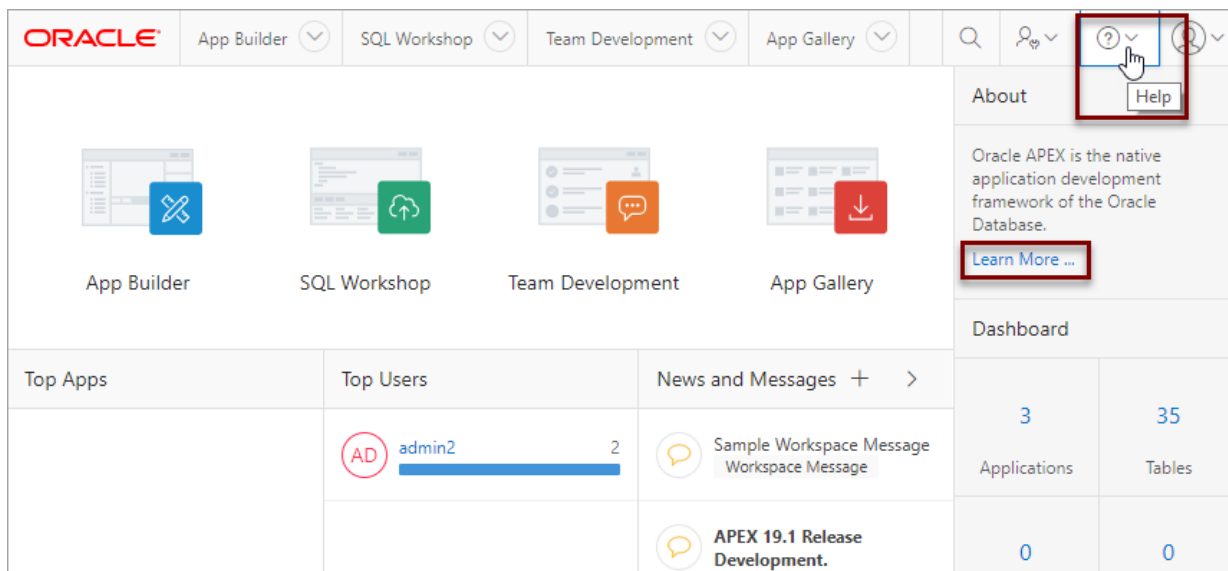 ORACLE
App Builder
SQL Workshop
Team Development
App Gallery
Help
About
Oracle APEX is the native
application development
framework of the Oracle
Database.
Learn More ...
App Builder
SQL Workshop
Team Development
App Gallery
Dashboard
Top Apps
Top Users
News and Messages
3
35
Applications
Tables
AD
admin2
2
Sample Workspace Message
Workspace Message
APEX 19.1 Release
Development.
0
0